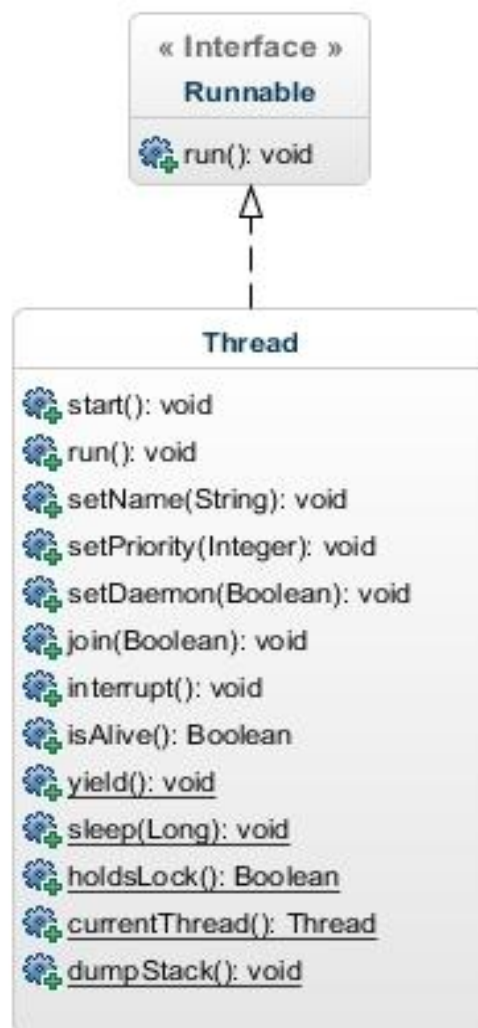 « Interface »
Runnable
run(): void
Thread
start(): void
run(): void
setName(String): void
setPriority(Integer): void
setDaemon(Boolean): void
join(Boolean): void
interrupt(): void
isAlive(): Boolean
yield(): void
sleep(Long): void
holdsLock(): Boolean
currentThread(): Thread
dumpStack(): void